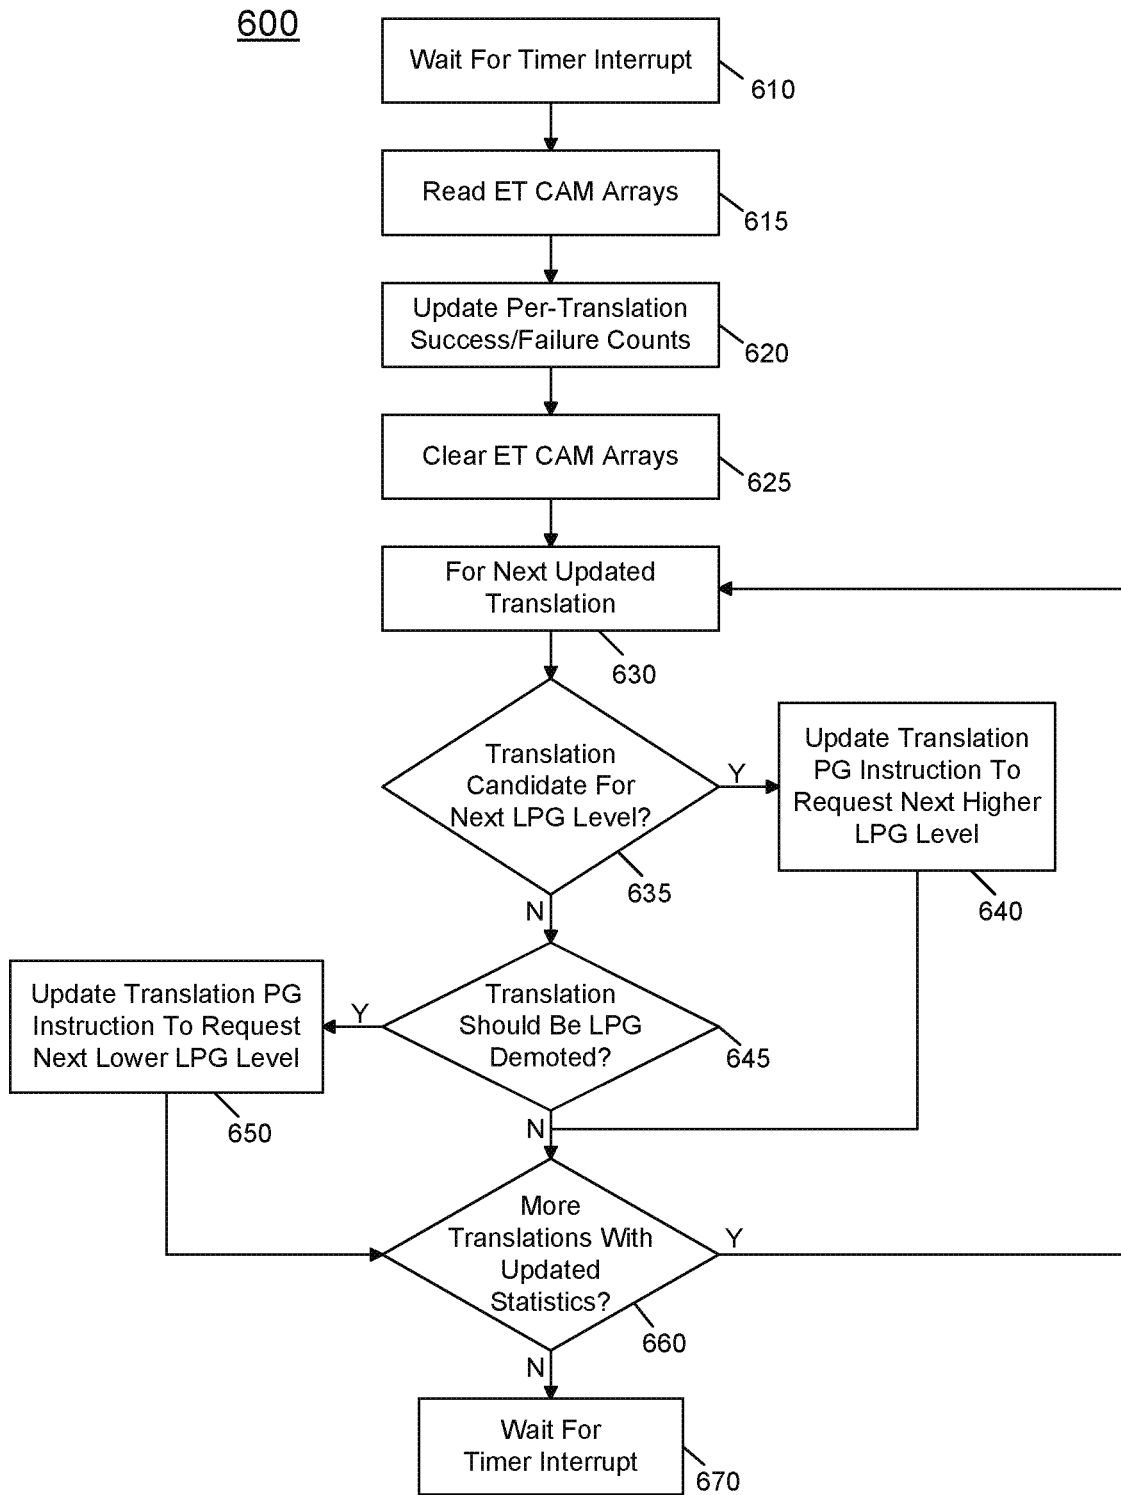 600
Wait For Timer Interrupt
610
Read ET CAM Arrays
615
Update Per-Translation
Success/Failure Counts
620
Clear ET CAM Arrays
625
For Next Updated
Translation
630
Translation
Candidate For
Next LPG Level?
635
Y
Update Translation
PG Instruction To
Request Next Higher
LPG Level
640
N
Translation
Should Be LPG
Demoted?
645
Y
Update Translation PG
Instruction To Request
Next Lower LPG Level
650
N
More
Translations With
Updated
Statistics?
660
Y
N
Wait For
Timer Interrupt
670